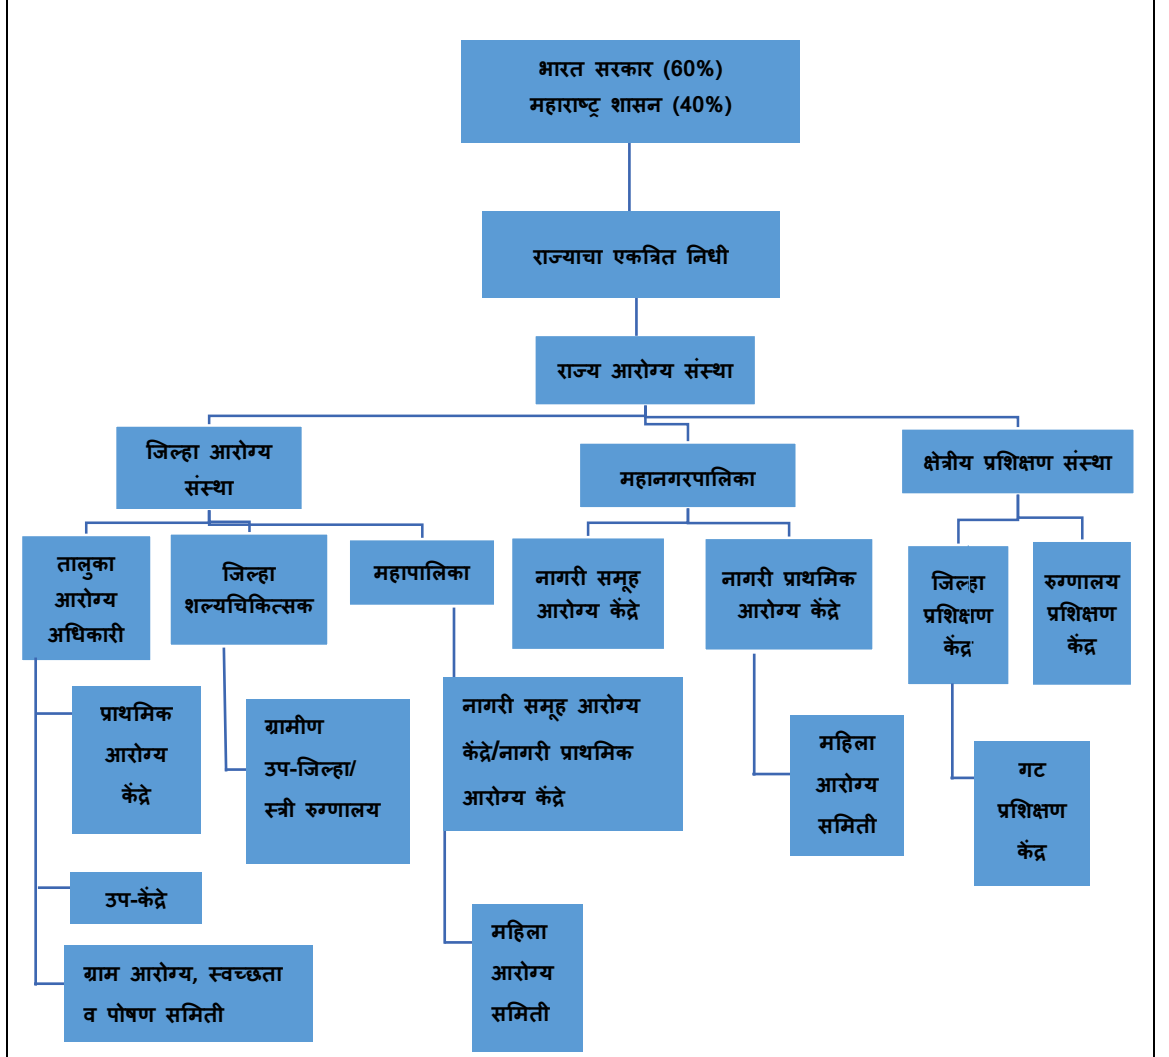 भारत सरकार (60%)
महाराष्ट्र शासन (40%)
राज्याचा एकत्रित निधी
राज्य आरोग्य संस्था
जिल्हा आरोग्य
संस्था
महानगरपालिका
क्षेत्रीय प्रशिक्षण संस्था
तालुका
आरोग्य
अधिकारी
जिल्हा
शल्यचिकित्सक
महापालिका
नागरी समूह
आरोग्य केंद्रे
नागरी प्राथमिक
आरोग्य केंद्रे
जिल्हा
प्रशिक्षण
केंद्र
रुग्णालय
प्रशिक्षण
केंद्र
प्राथमिक
आरोग्य
केंद्रे
ग्रामीण
उप-जिल्हा/
स्त्री रुग्णालय
नागरी समूह आरोग्य
केंद्रे/नागरी प्राथमिक
आरोग्य केंद्रे
महिला
आरोग्य
समिती
गट
प्रशिक्षण
केंद्र
उप-केंद्रे
ग्राम आरोग्य, स्वच्छता
व पोषण समिती
महिला
आरोग्य
समिती